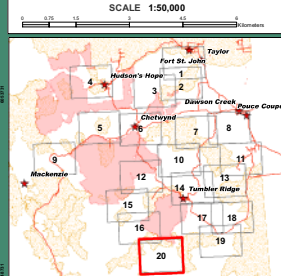 SCALE 1:50,000
0 0.75 1.5 3 4.5 6
Kilometers
Taylor
Fort St. John
1
4
Hudson's Hope
2
3
Dawson Creek
Pouce Coupe
Chetwynd
5
6
7
8
9
10
11
Mackenzie
12
13
14
Tumbler Ridge
15
17
18
16
19
20